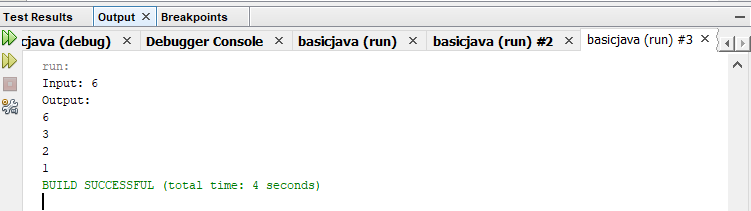 Test Results Output Breakpoints
cjava (debug) Debugger Console basicjava (run) basicjava (run) #2 basicjava (run) #3
run:
Input: 6
Output:
6
3
2
1
BUILD SUCCESSFUL (total time: 4 seconds)